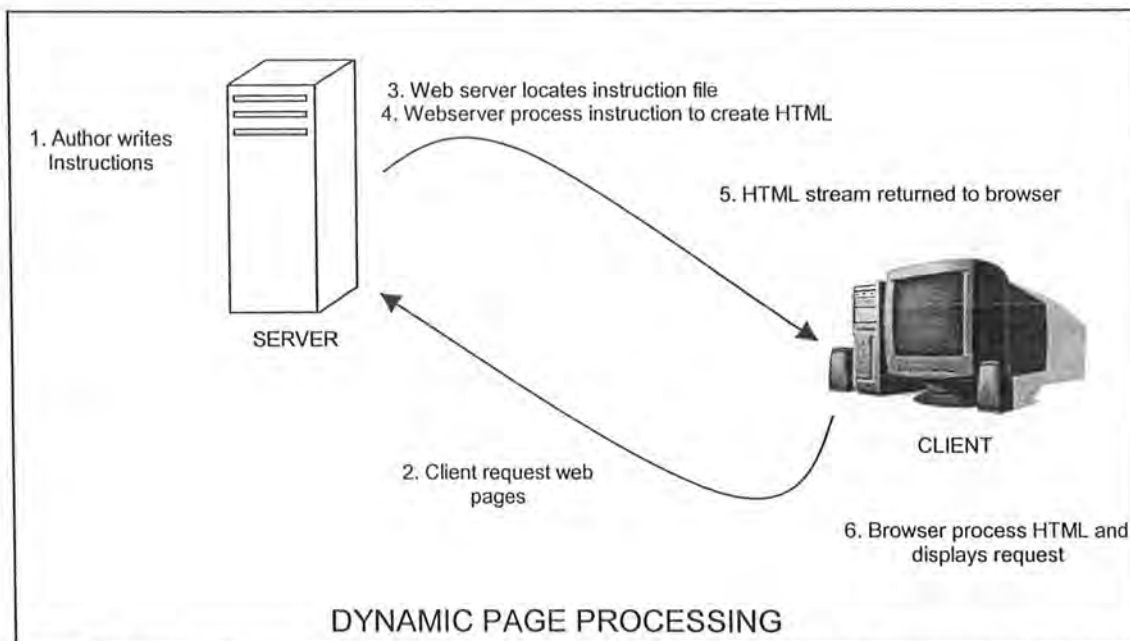 1. Author writes
Instructions
3. Web server locates instruction file
4. Webserver process instruction to create HTML
5. HTML stream returned to browser
SERVER
CLIENT
2. Client request web
pages
6. Browser process HTML and
displays request
DYNAMIC PAGE PROCESSING